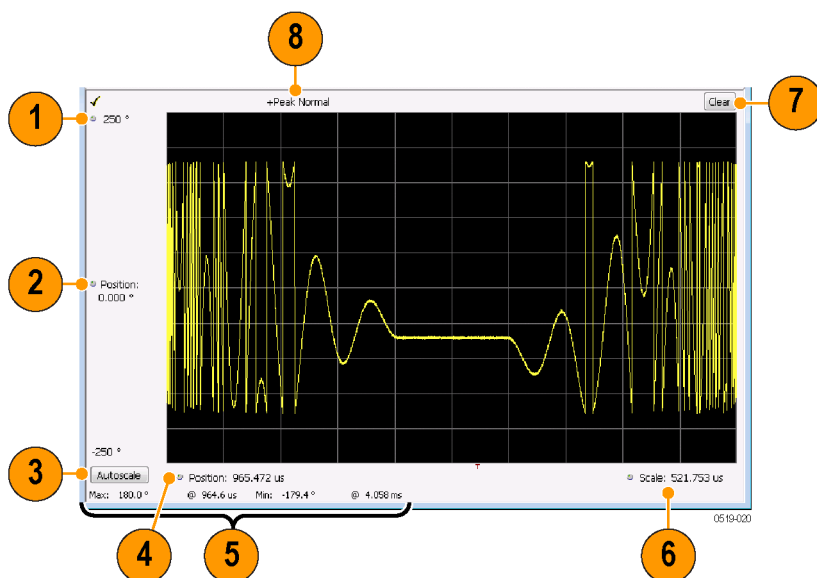 8
+Peak Normal
Clear
7
1
250 °
2
Position:
0.000 °
-250 °
3
Autoscale
Position: 965.472 us
T
Scale: 521.753 us
Max: 180.0 ° @ 964.6 us Min: -179.4 ° @ 4.058 ms
0519-020
4
5
6